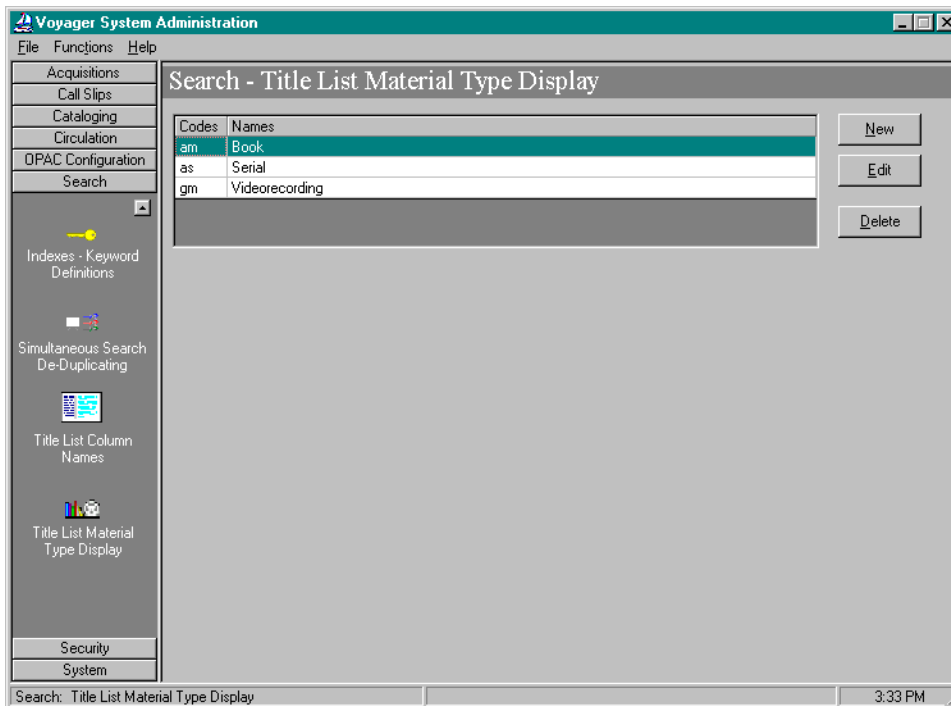 Voyager System Administration
File Functions Help
Acquisitions
Call Slips
Cataloging
Circulation
OPAC Configuration
Search
Indexes - Keyword
Definitions
Simultaneous Search
De-Duplicating
Title List Column
Names
Title List Material
Type Display
Security
System
Search - Title List Material Type Display
Codes Names
am Book
as Serial
gm Videorecording
New
Edit
Delete
Search: Title List Material Type Display
3:33 PM